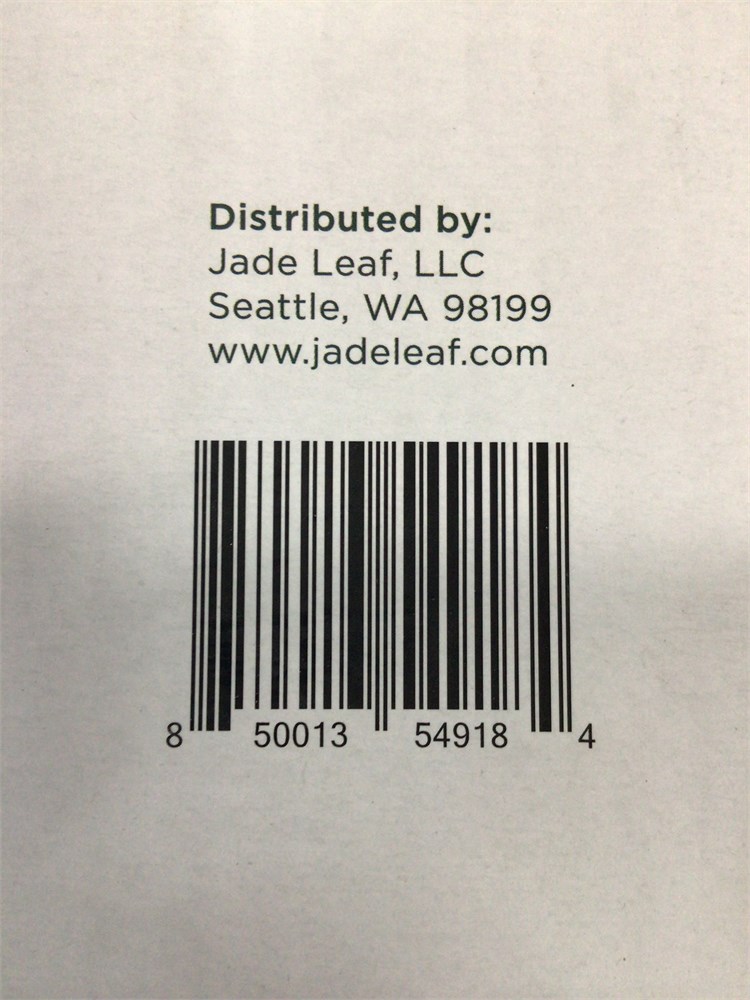 Distributed by:
Jade Leaf, LLC
Seattle, WA 98199
www.jadeleaf.com
8 50013 54918 4